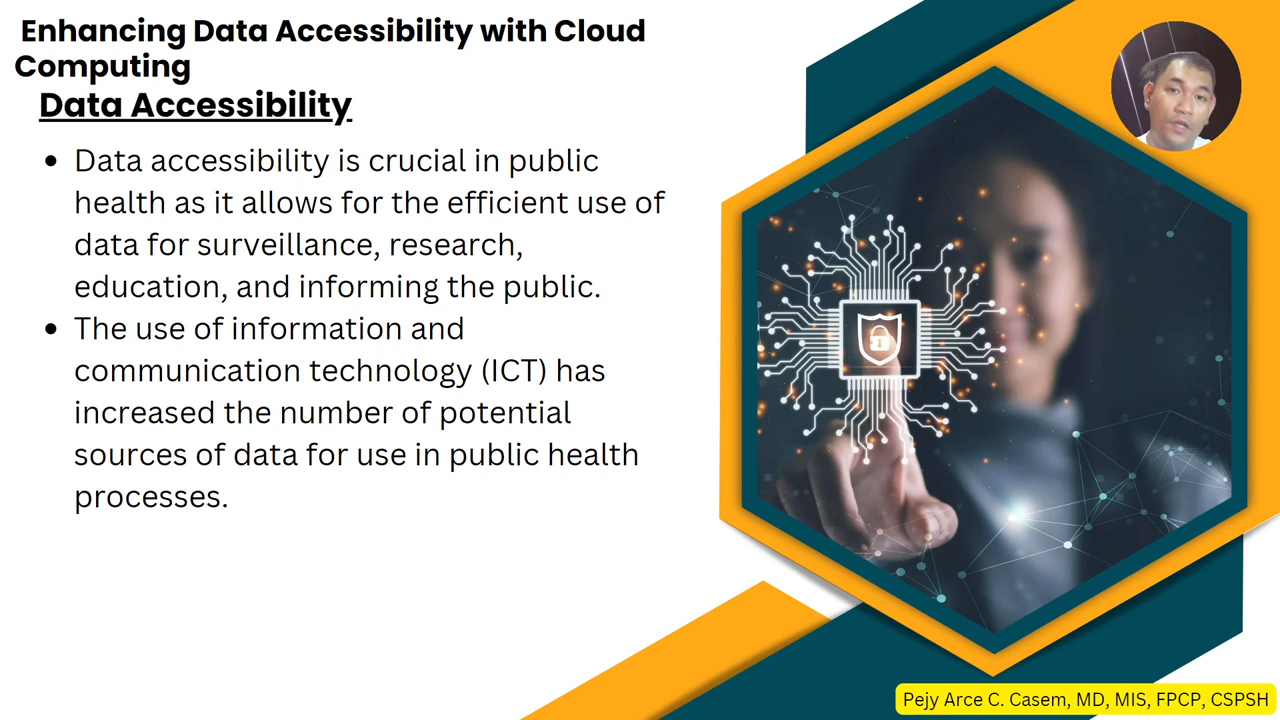 Enhancing Data Accessibility with Cloud
Computing
Data Accessibility
• Data accessibility is crucial in public
health as it allows for the efficient use of
data for surveillance, research,
education, and informing the public.
• The use of information and
communication technology (ICT) has
increased the number of potential
sources of data for use in public health
processes.
Pejy Arce C. Casem, MD, MIS, FPCP, CSPSH